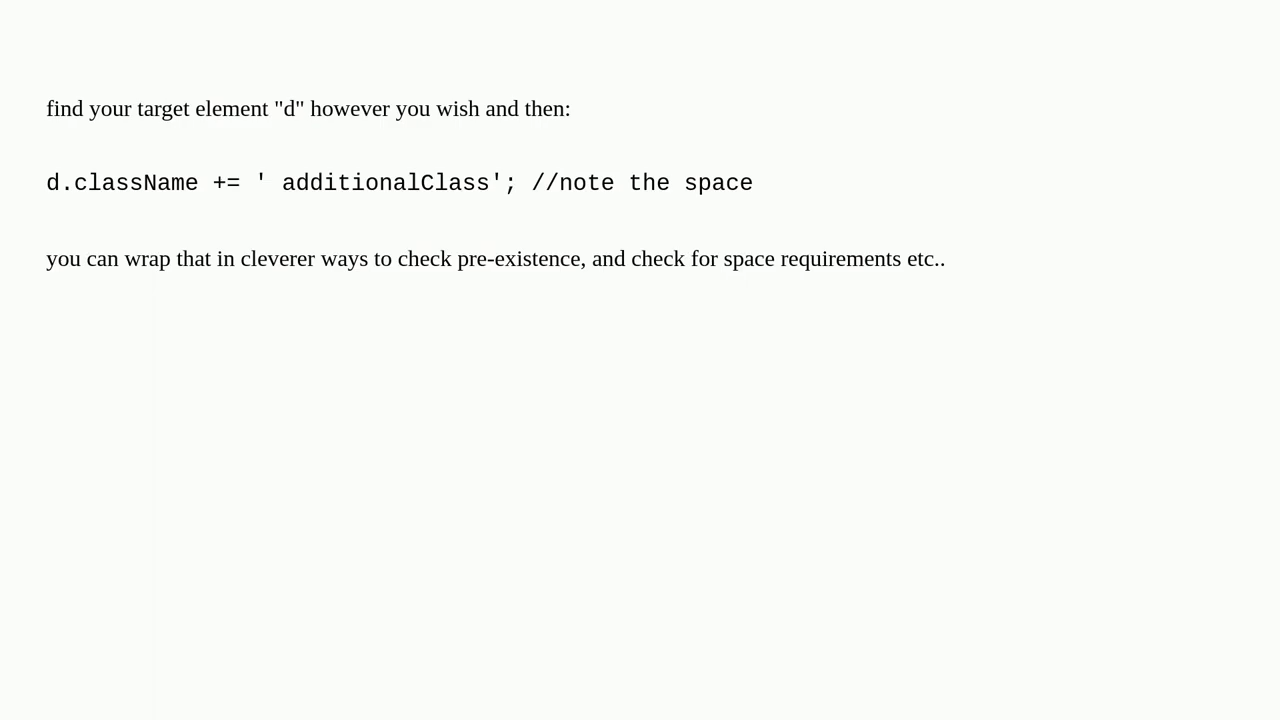 find your target element "d" however you wish and then:
d.className += ' additionalClass'; //note the space
you can wrap that in cleverer ways to check pre-existence, and check for space requirements etc..